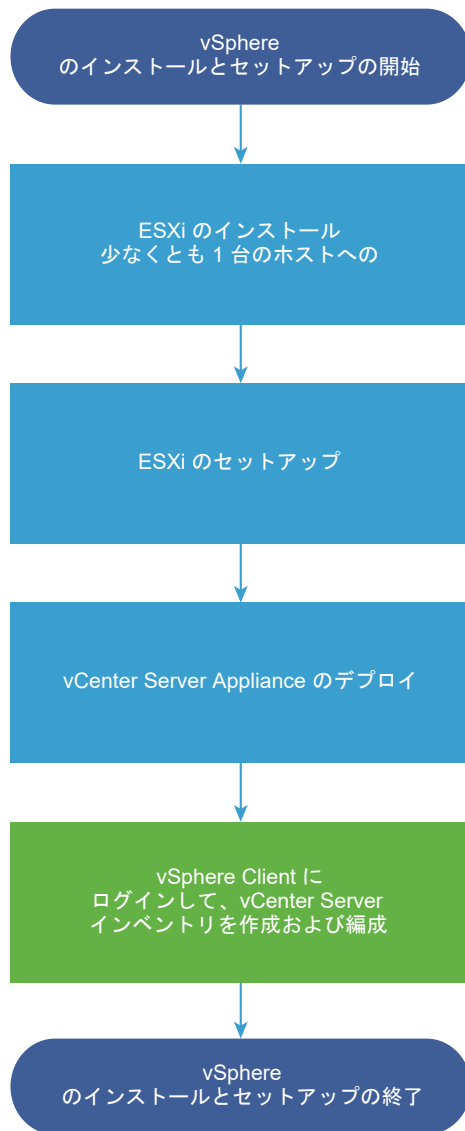 vSphere
のインストールとセットアップの開始
ESXi のインストール
少なくとも 1 台のホストへの
ESXi のセットアップ
vCenter Server Appliance のデプロイ
vSphere Client に
ログインして、vCenter Server
インベントリを作成および編成
vSphere
のインストールとセットアップの終了